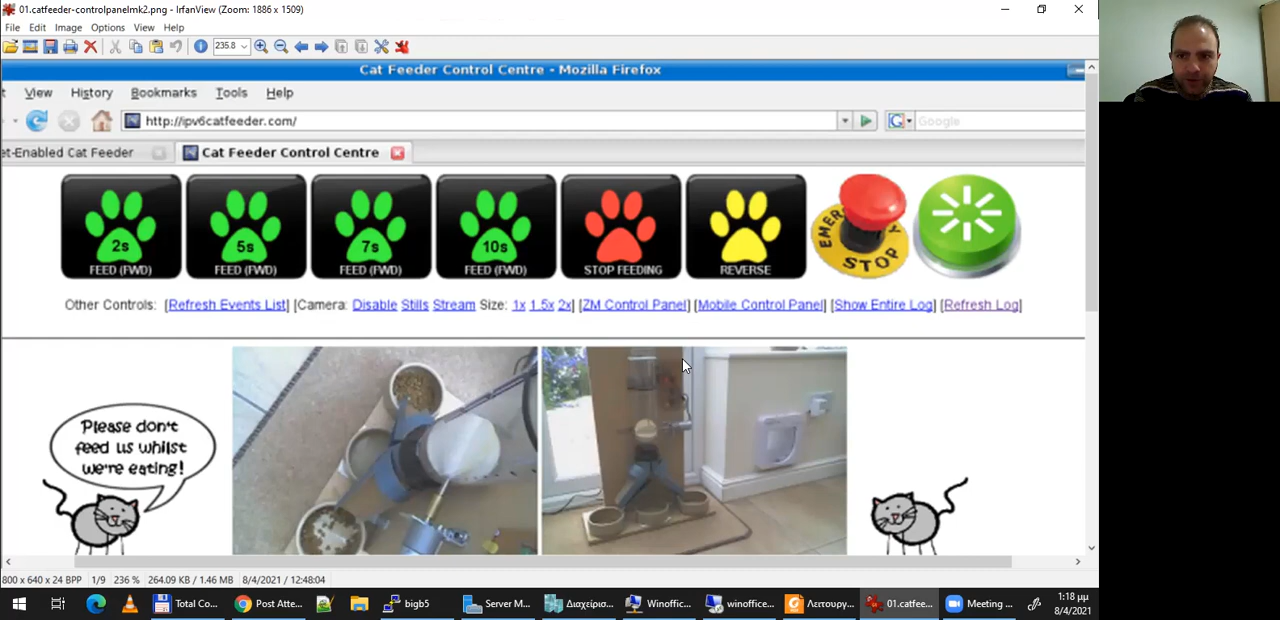 01.catfeeder-controlpanelmk2.png - IrfanView (Zoom: 1886 x 1509)
File Edit Image Options View Help
235.8
Cat Feeder Control Centre - Mozilla Firefox
t View History Bookmarks Tools Help
http://ipv6catfeeder.com/
Google
et-Enabled Cat Feeder Cat Feeder Control Centre
2s 5s 7s 10s
FEED (FWD) FEED (FWD) FEED (FWD) FEED (FWD) STOP FEEDING REVERSE
STOP
Other Controls: [Refresh Events List] [Camera: Disable Stills Stream Size: 1x 1.5x 2x] [ZM Control Panel] [Mobile Control Panel] [Show Entire Log] [Refresh Log]
Please don't
feed us whilst
we're eating!
800 x 640 x 24 BPP 1/9 236 % 264.09 KB / 1.46 MB 8/4/2021 / 12:48:04
Total Co... Post Atte... bigb5 Server M... Διαχείρισ... Winoffic... winoffice... Λειτουργ... 01.catfee... Meeting ...
1:18 μμ
8/4/2021